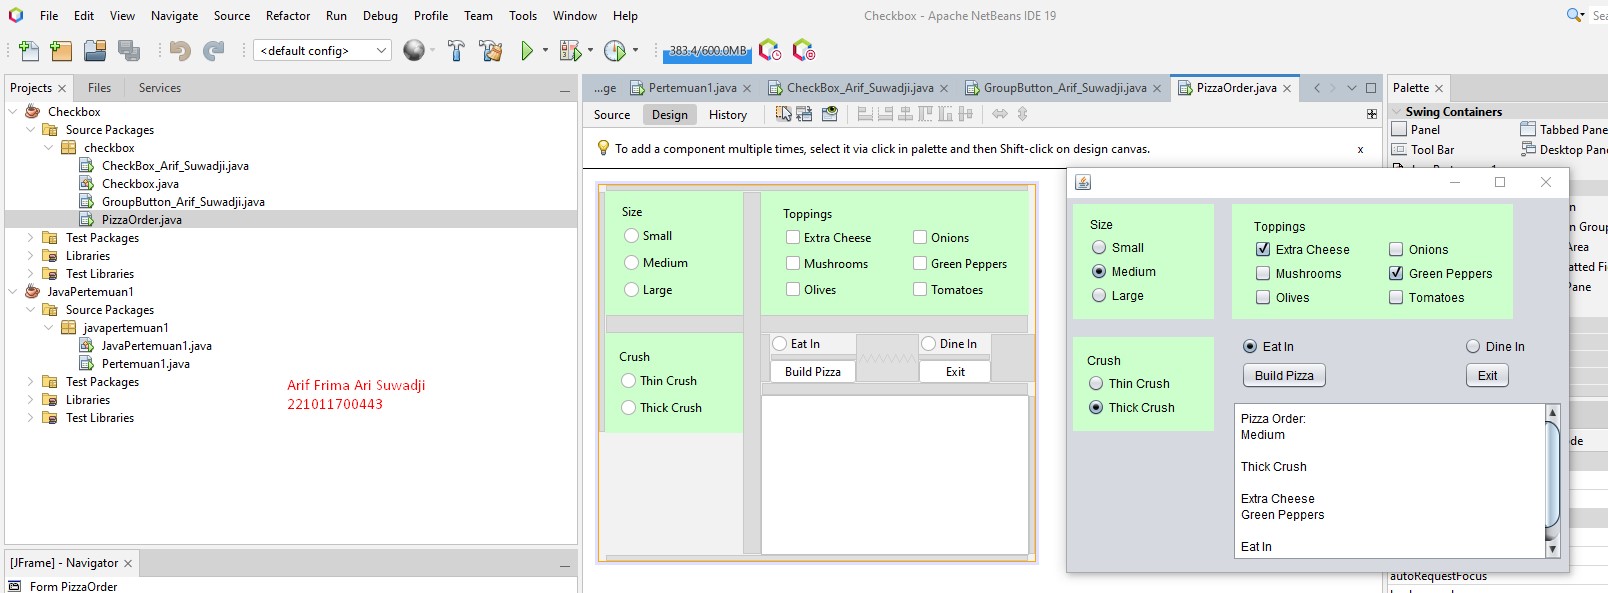 File Edit View Navigate Source Refactor Run Debug Profile Team Tools Window Help
Checkbox - Apache NetBeans IDE 19
<default config>
383.4/600.0MB
Projects Files Services
Checkbox
Source Packages
checkbox
CheckBox_Arif_Suwadji.java
Checkbox.java
GroupButton_Arif_Suwadji.java
PizzaOrder.java
Test Packages
Libraries
Test Libraries
JavaPertemuan1
Source Packages
javapertemuan1
JavaPertemuan1.java
Pertemuan1.java
Test Packages
Libraries
Test Libraries
Arif Frima Ari Suwadji
221011700443
[JFrame] - Navigator
Form PizzaOrder
...ge Pertemuan1.java CheckBox_Arif_Suwadji.java GroupButton_Arif_Suwadji.java PizzaOrder.java
Source Design History
To add a component multiple times, select it via click in palette and then Shift-click on design canvas. x
Size
Small
Medium
Large
Toppings
Extra Cheese Onions
Mushrooms Green Peppers
Olives Tomatoes
Crush
Thin Crush
Thick Crush
Eat In Dine In
Build Pizza Exit
Palette
Swing Containers
Panel Tabbed Pane
Tool Bar Desktop Pane
Size
Small
Medium
Large
Toppings
Extra Cheese Onions
Mushrooms Green Peppers
Olives Tomatoes
Crush
Thin Crush
Thick Crush
Eat In Dine In
Build Pizza Exit
Pizza Order:
Medium
Thick Crush
Extra Cheese
Green Peppers
Eat In
autoRequestFocus